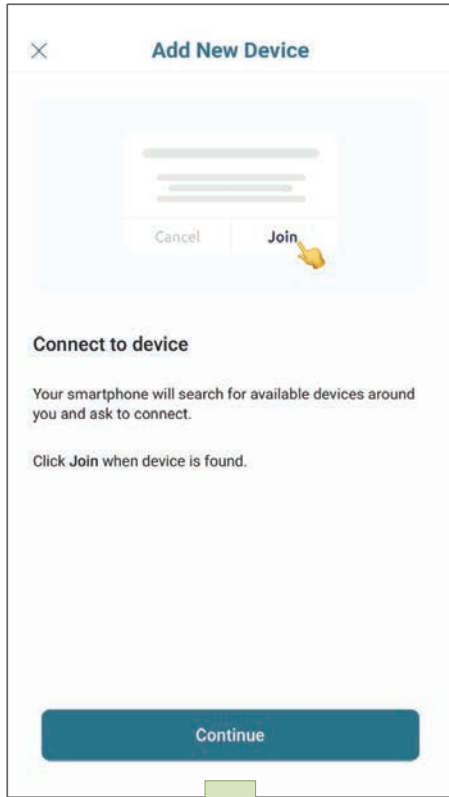 Add New Device
Cancel Join
Connect to device
Your smartphone will search for available devices around
you and ask to connect.
Click Join when device is found.
Continue